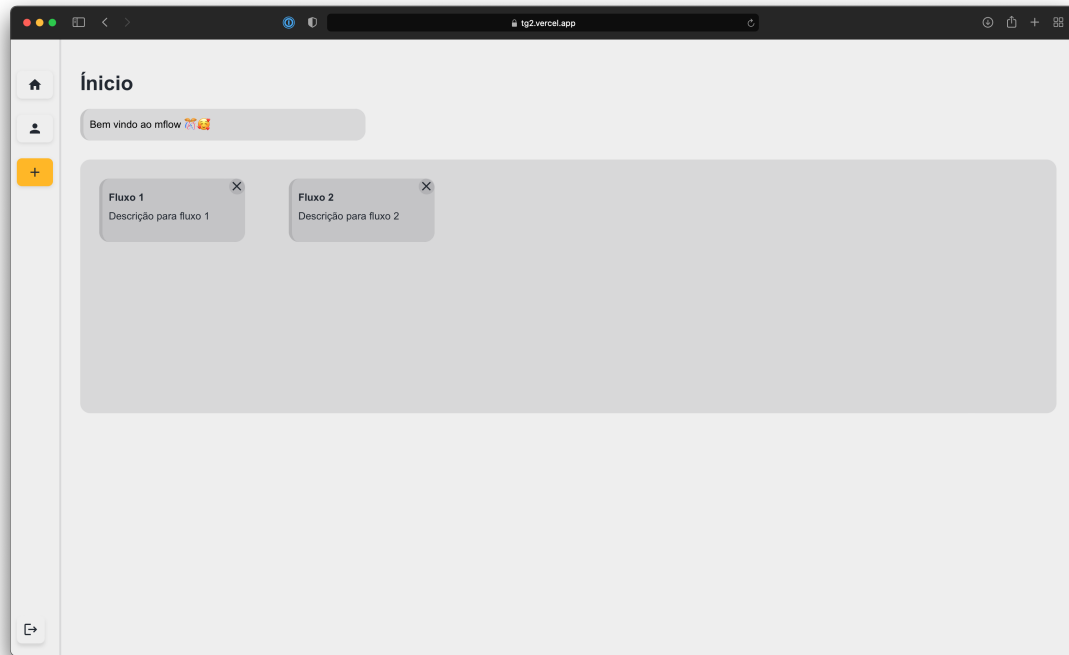 tg2.vercel.app
Ínicio
Bem vindo ao mflow 🎊🥰
Fluxo 1
Descrição para fluxo 1
Fluxo 2
Descrição para fluxo 2